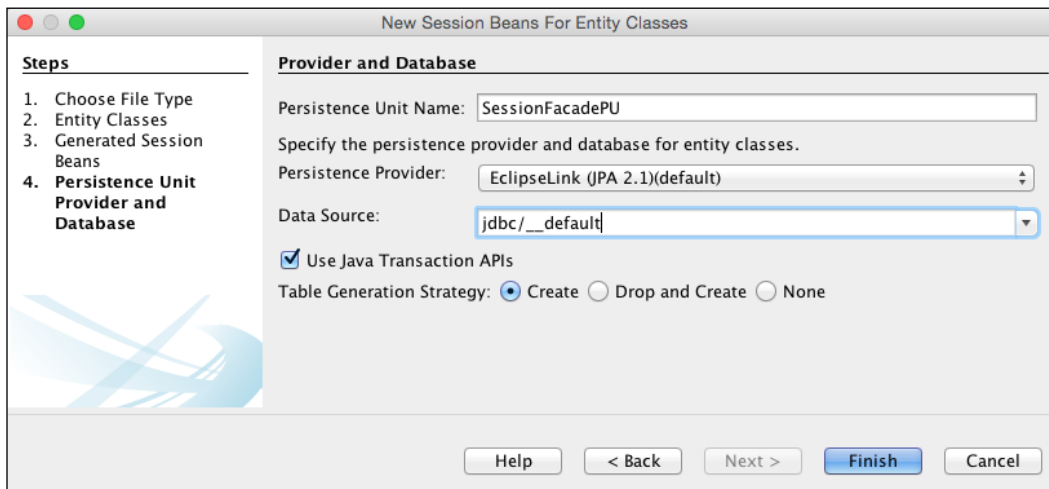 New Session Beans For Entity Classes
Steps
1. Choose File Type
2. Entity Classes
3. Generated Session
Beans
4. Persistence Unit
Provider and
Database
Provider and Database
Persistence Unit Name: SessionFacadePU
Specify the persistence provider and database for entity classes.
Persistence Provider: EclipseLink (JPA 2.1)(default)
Data Source: jdbc/__default
Use Java Transaction APIs
Table Generation Strategy: Create Drop and Create None
Help < Back Next > Finish Cancel